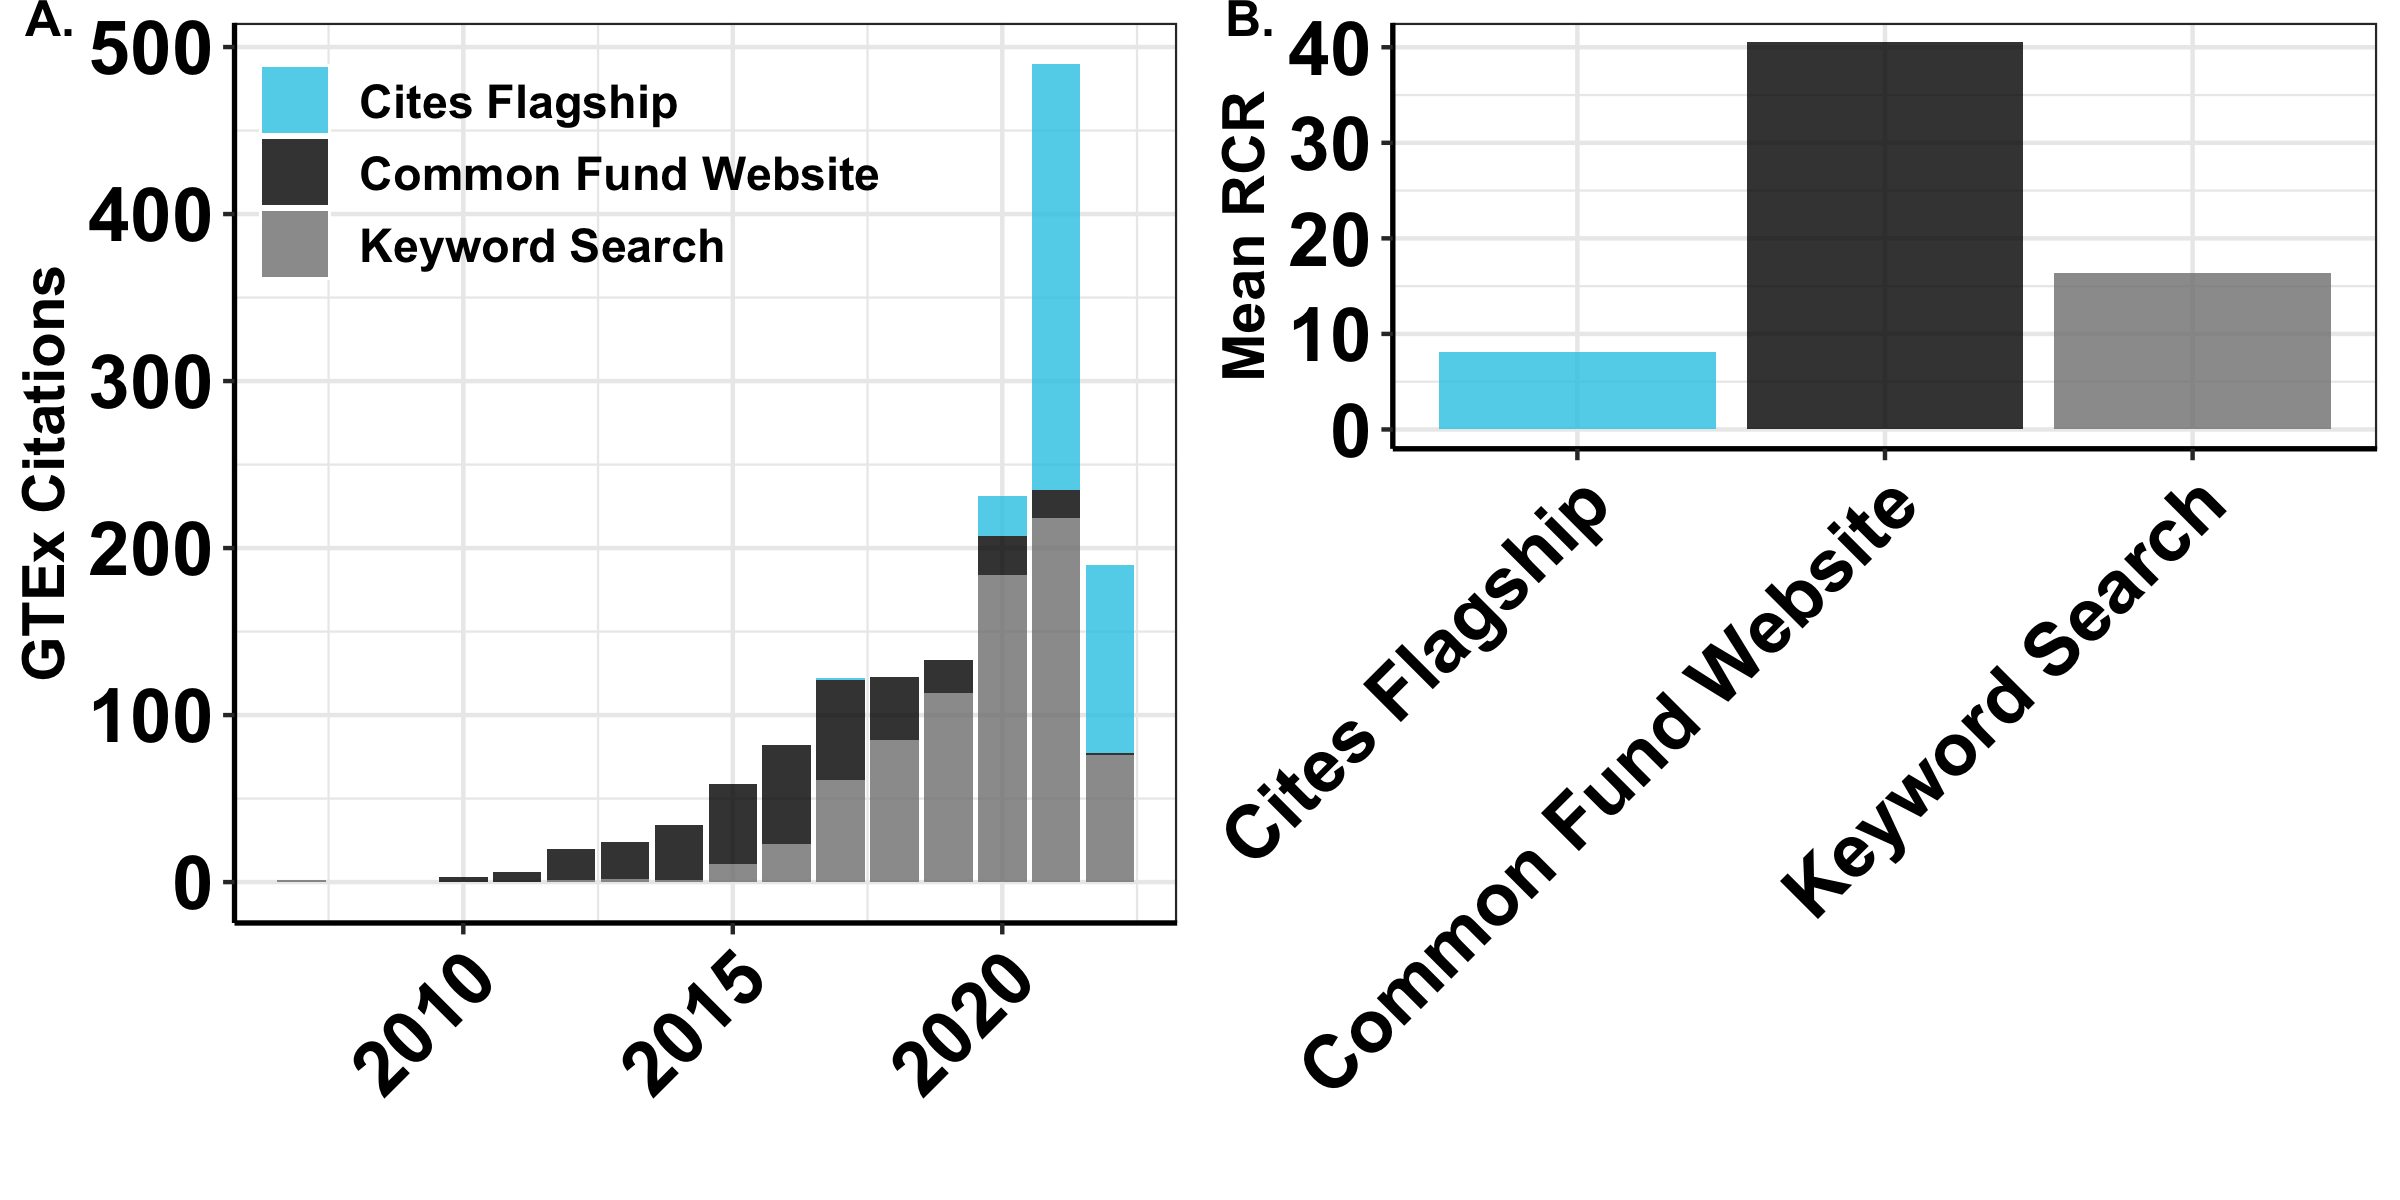 A.
GTEx Citations
500
400
300
200
100
0
Cites Flagship
Common Fund Website
Keyword Search
2010
2015
2020
B.
Mean RCR
40
30
20
10
0
Cites Flagship
Common Fund Website
Keyword Search